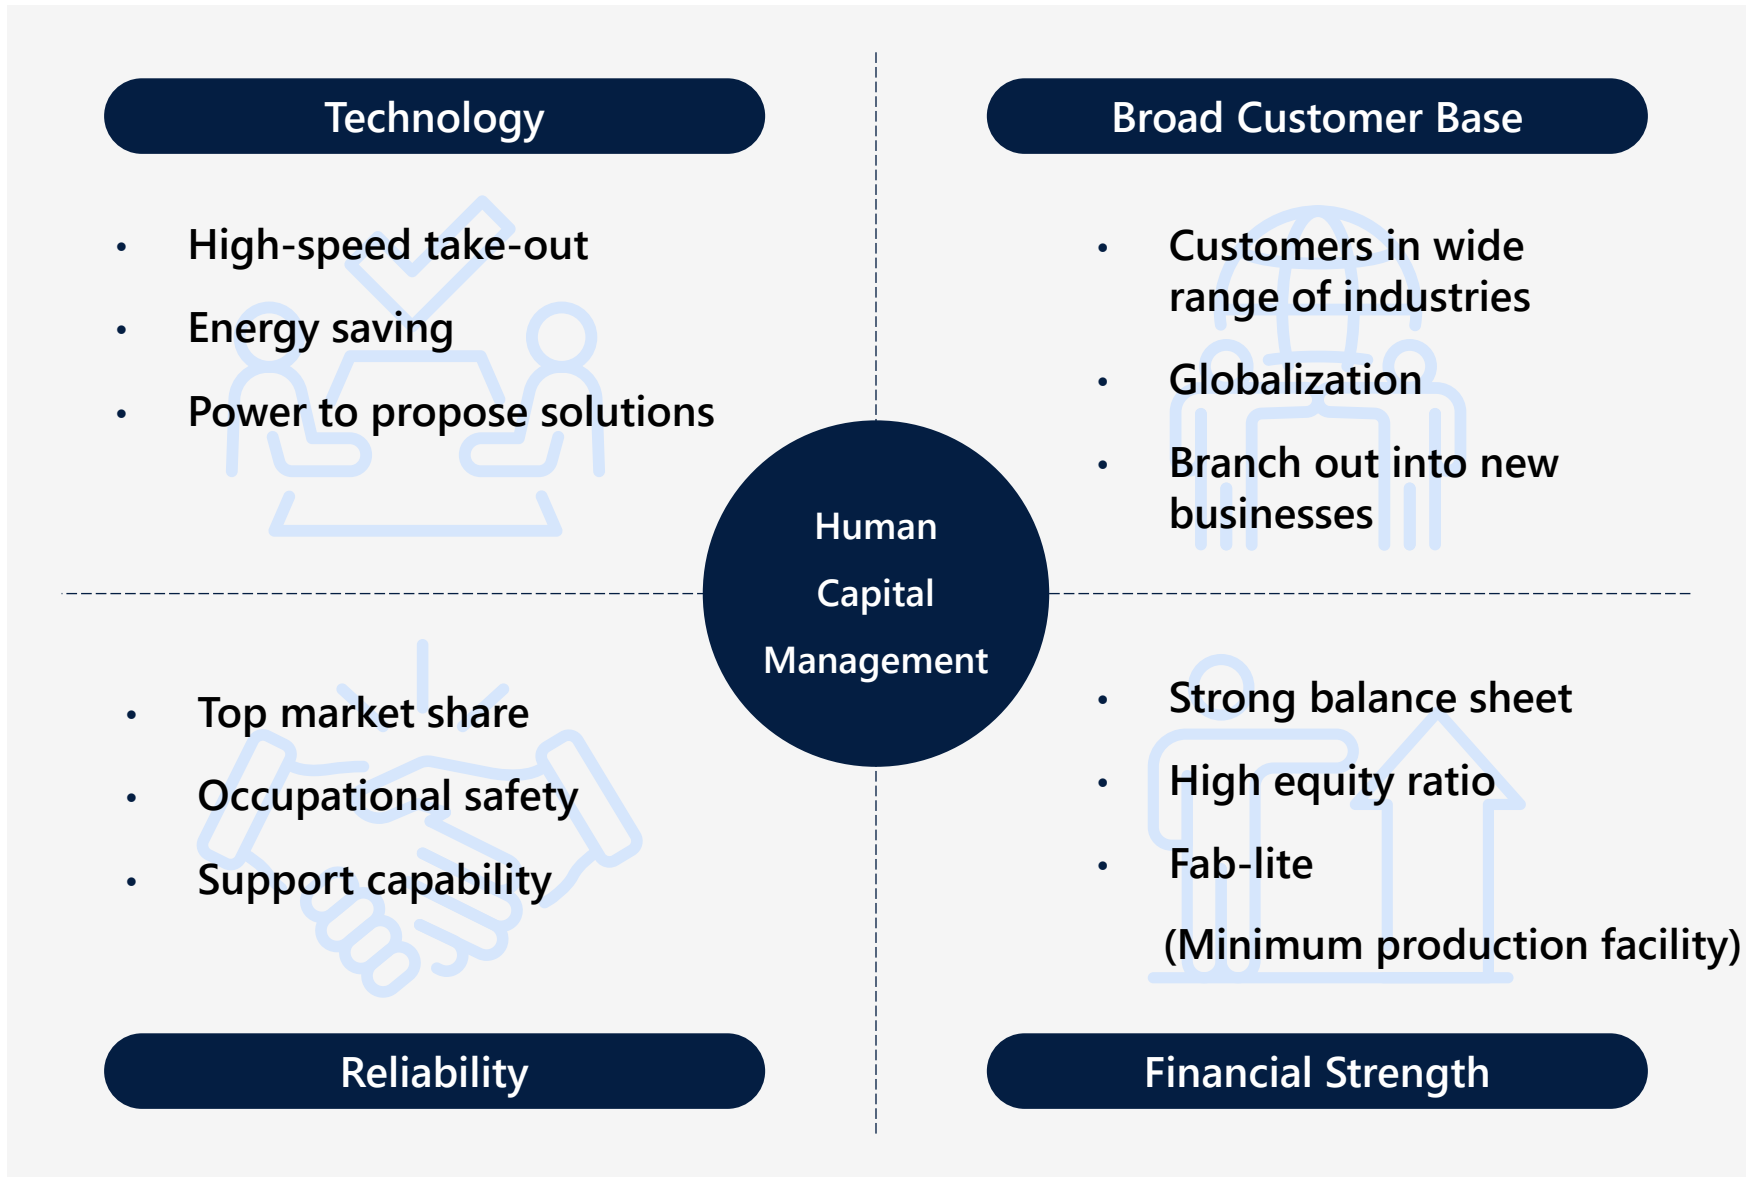 Technology
• High-speed take-out
• Energy saving
• Power to propose solutions
Broad Customer Base
• Customers in wide
range of industries
• Globalization
• Branch out into new
businesses
Human
Capital
Management
• Top market share
• Occupational safety
• Support capability
Reliability
• Strong balance sheet
• High equity ratio
• Fab-lite
(Minimum production facility)
Financial Strength